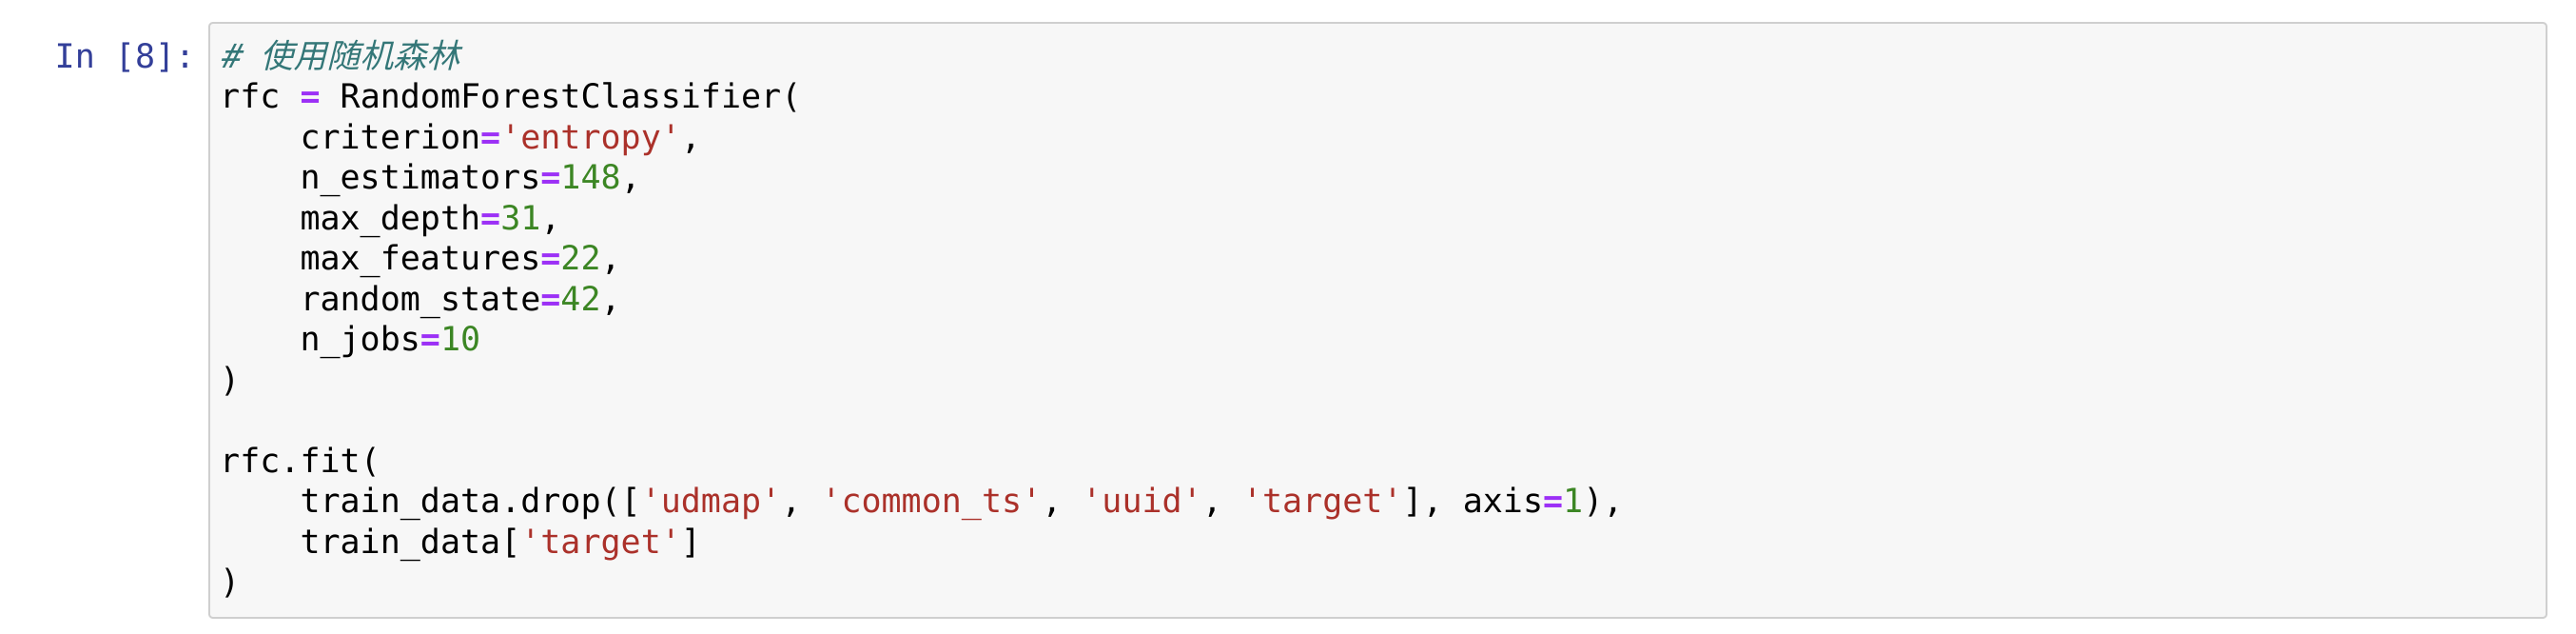 In [8]: # 使用随机森林
rfc = RandomForestClassifier(
    criterion='entropy',
    n_estimators=148,
    max_depth=31,
    max_features=22,
    random_state=42,
    n_jobs=10
)

rfc.fit(
    train_data.drop(['udmap', 'common_ts', 'uuid', 'target'], axis=1),
    train_data['target']
)